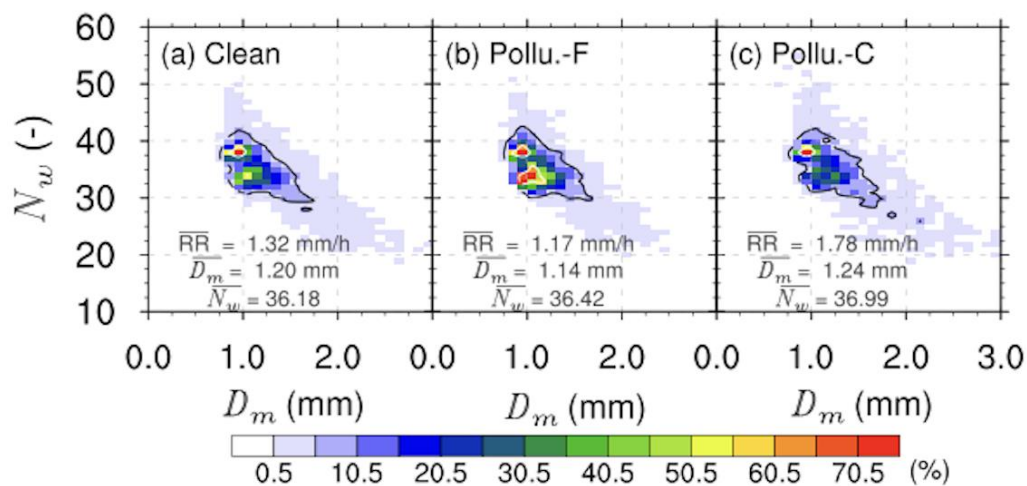 60
50
40
30
20
10
N_w (-)
(a) Clean
(b) Pollu.-F
(c) Pollu.-C
RR = 1.32 mm/h
D_m = 1.20 mm
N_w = 36.18
RR = 1.17 mm/h
D_m = 1.14 mm
N_w = 36.42
RR = 1.78 mm/h
D_m = 1.24 mm
N_w = 36.99
0.0 1.0 2.0 0.0 1.0 2.0 0.0 1.0 2.0 3.0
D_m (mm) D_m (mm) D_m (mm)
0.5 10.5 20.5 30.5 40.5 50.5 60.5 70.5 (%)